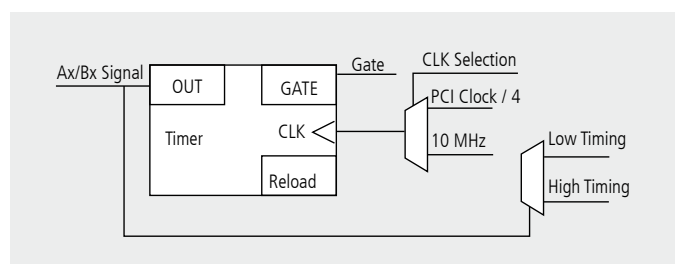 Ax/Bx Signal
OUT
GATE
Gate
CLK Selection
PCI Clock / 4
Timer
CLK
10 MHz
Low Timing
Reload
High Timing